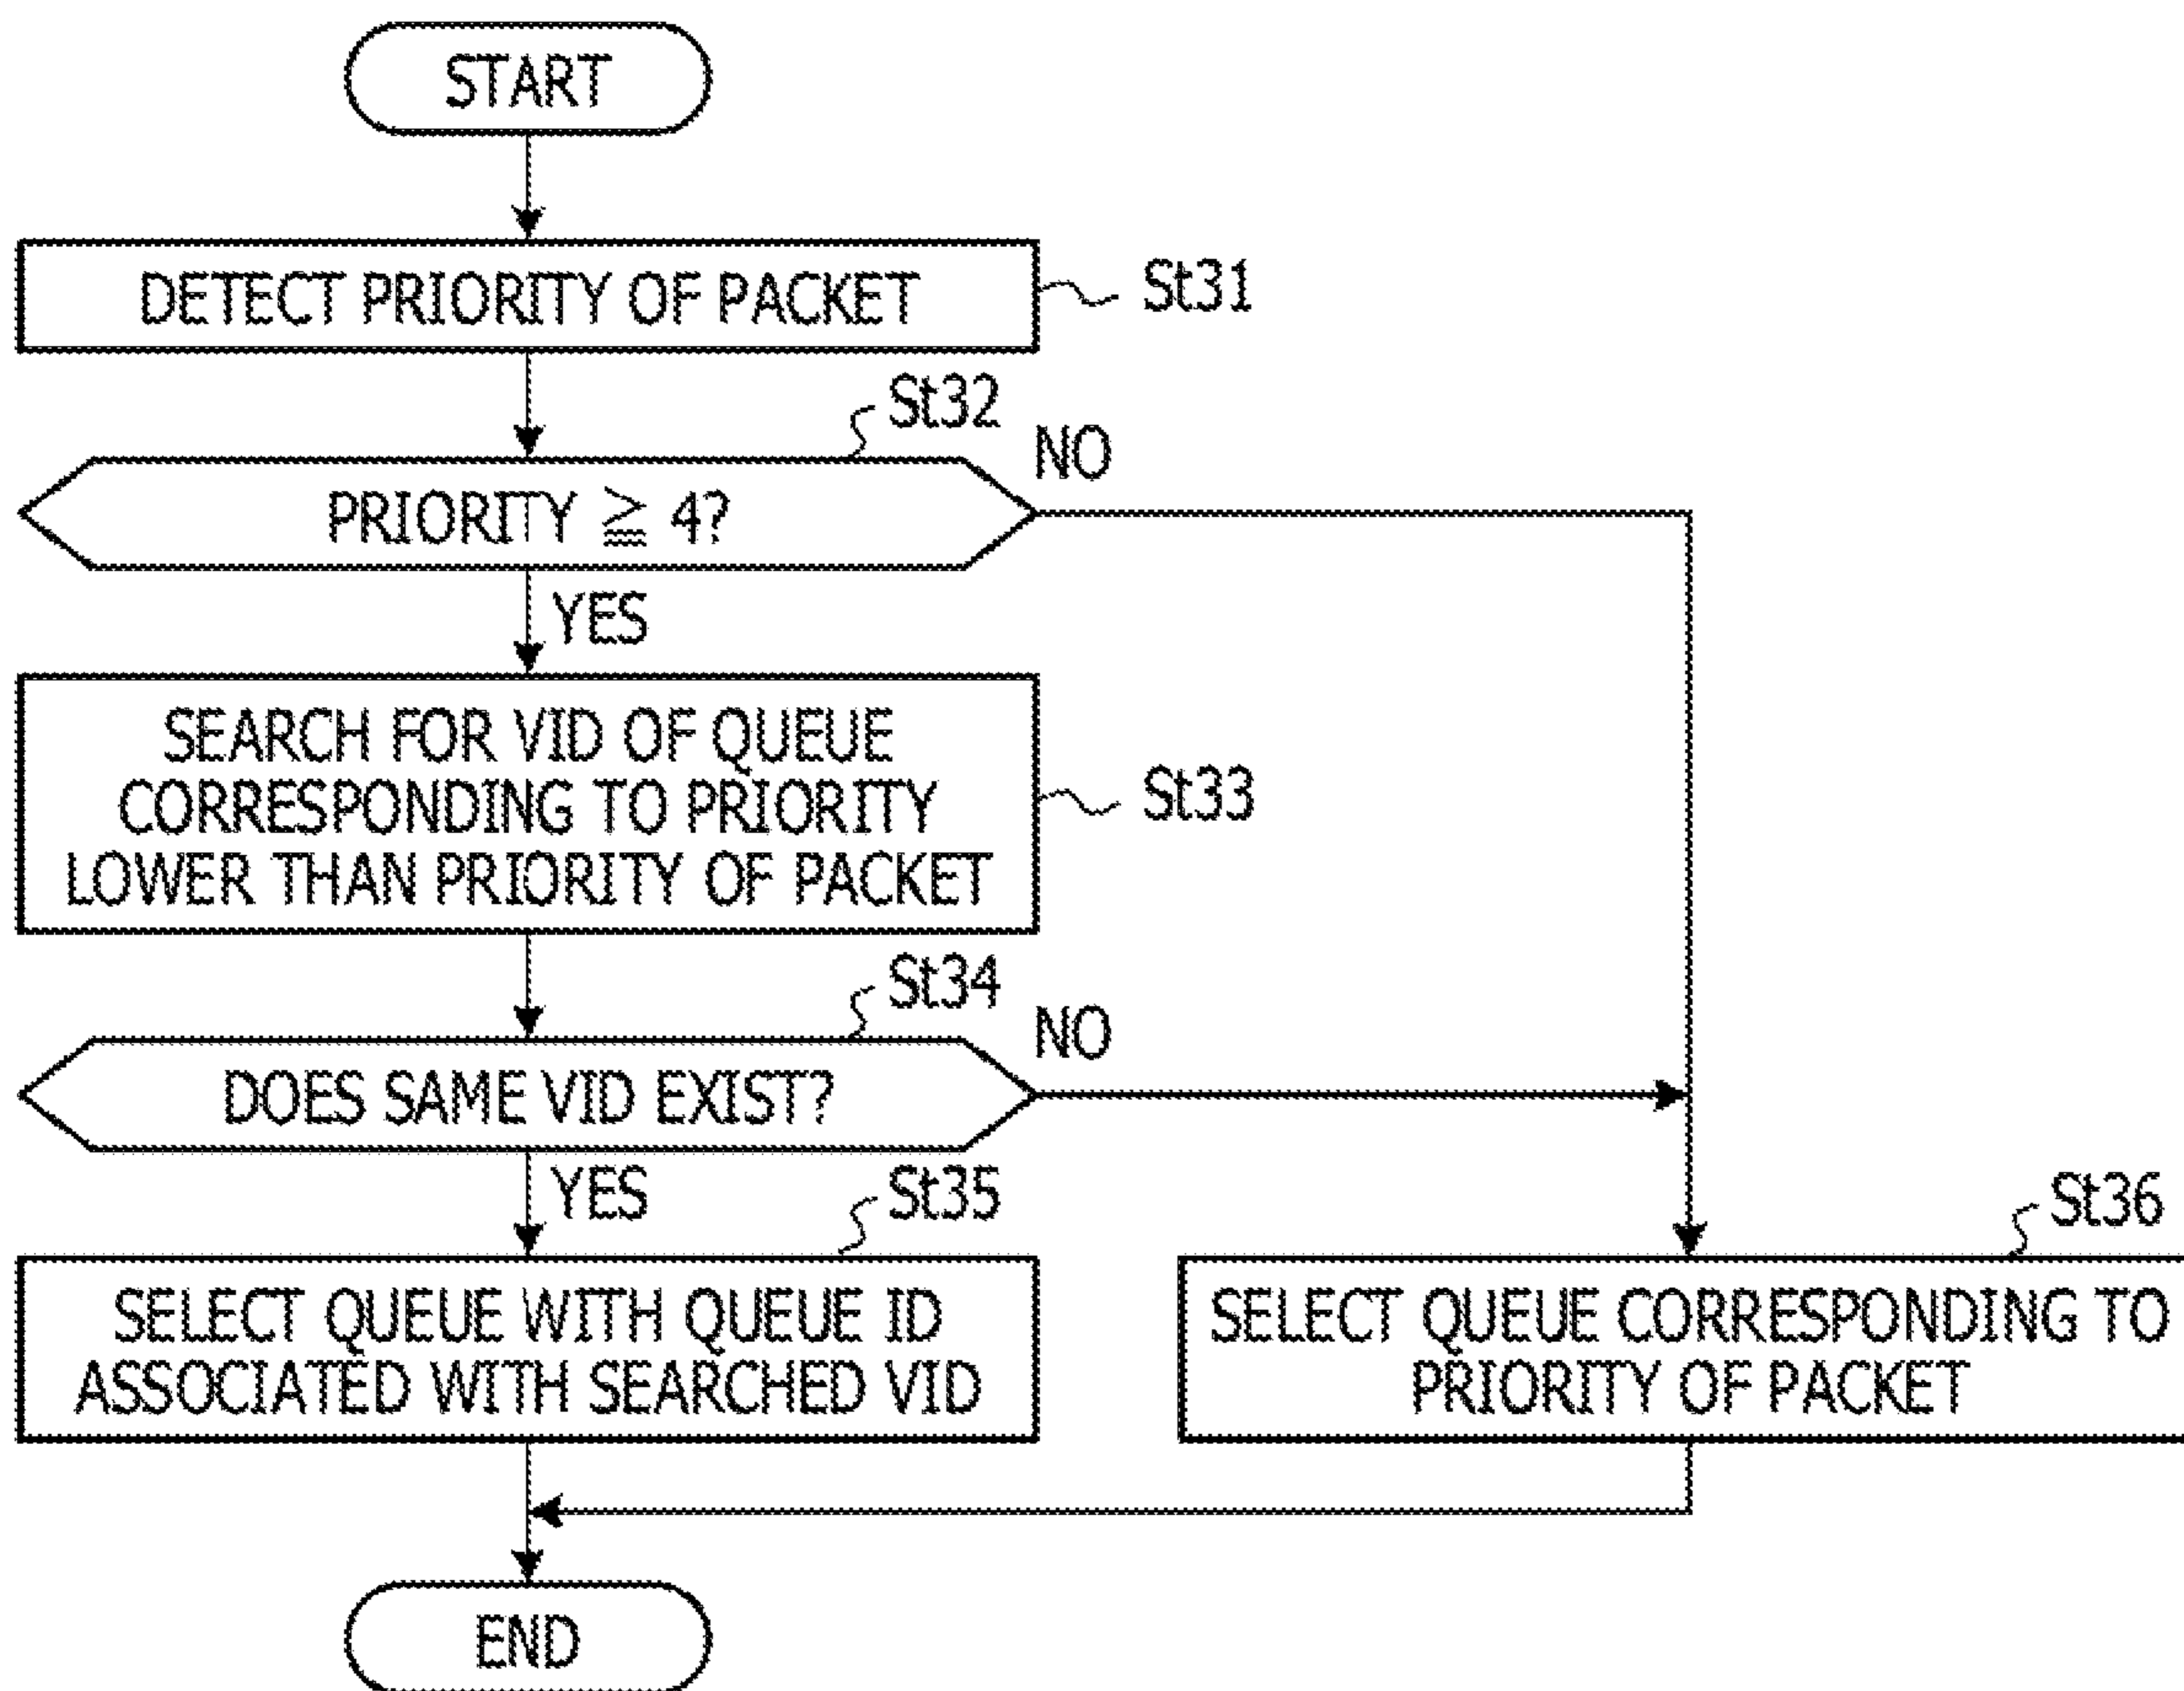 START
DETECT PRIORITY OF PACKET
St31
St32
PRIORITY ≧ 4?
NO
YES
SEARCH FOR VID OF QUEUE
CORRESPONDING TO PRIORITY
LOWER THAN PRIORITY OF PACKET
St33
St34
DOES SAME VID EXIST?
NO
YES
St35
SELECT QUEUE WITH QUEUE ID
ASSOCIATED WITH SEARCHED VID
St36
SELECT QUEUE CORRESPONDING TO
PRIORITY OF PACKET
END